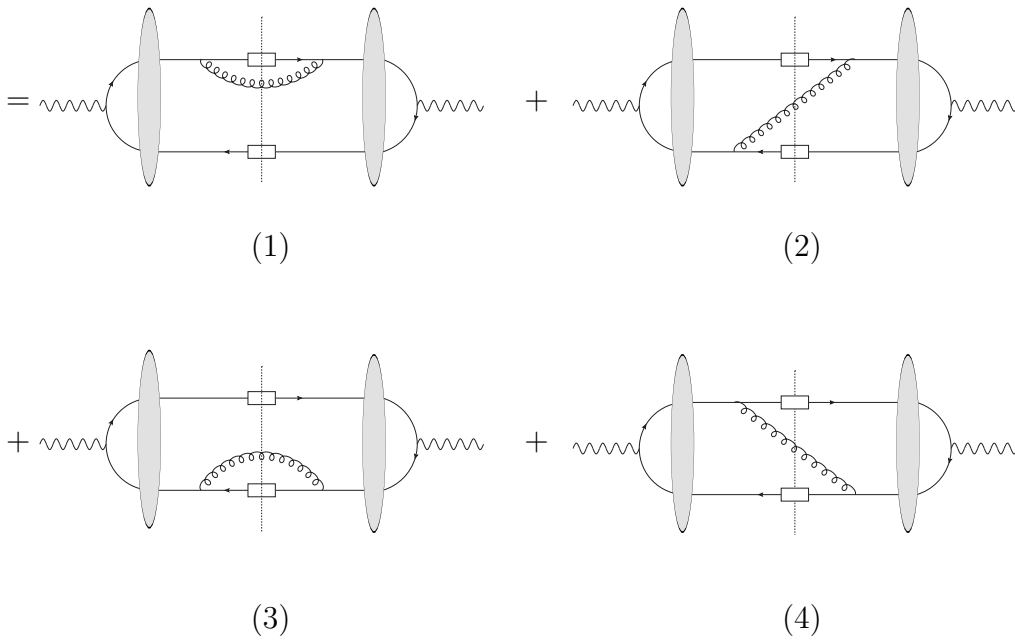 = +
(1) (2)
+ +
(3) (4)